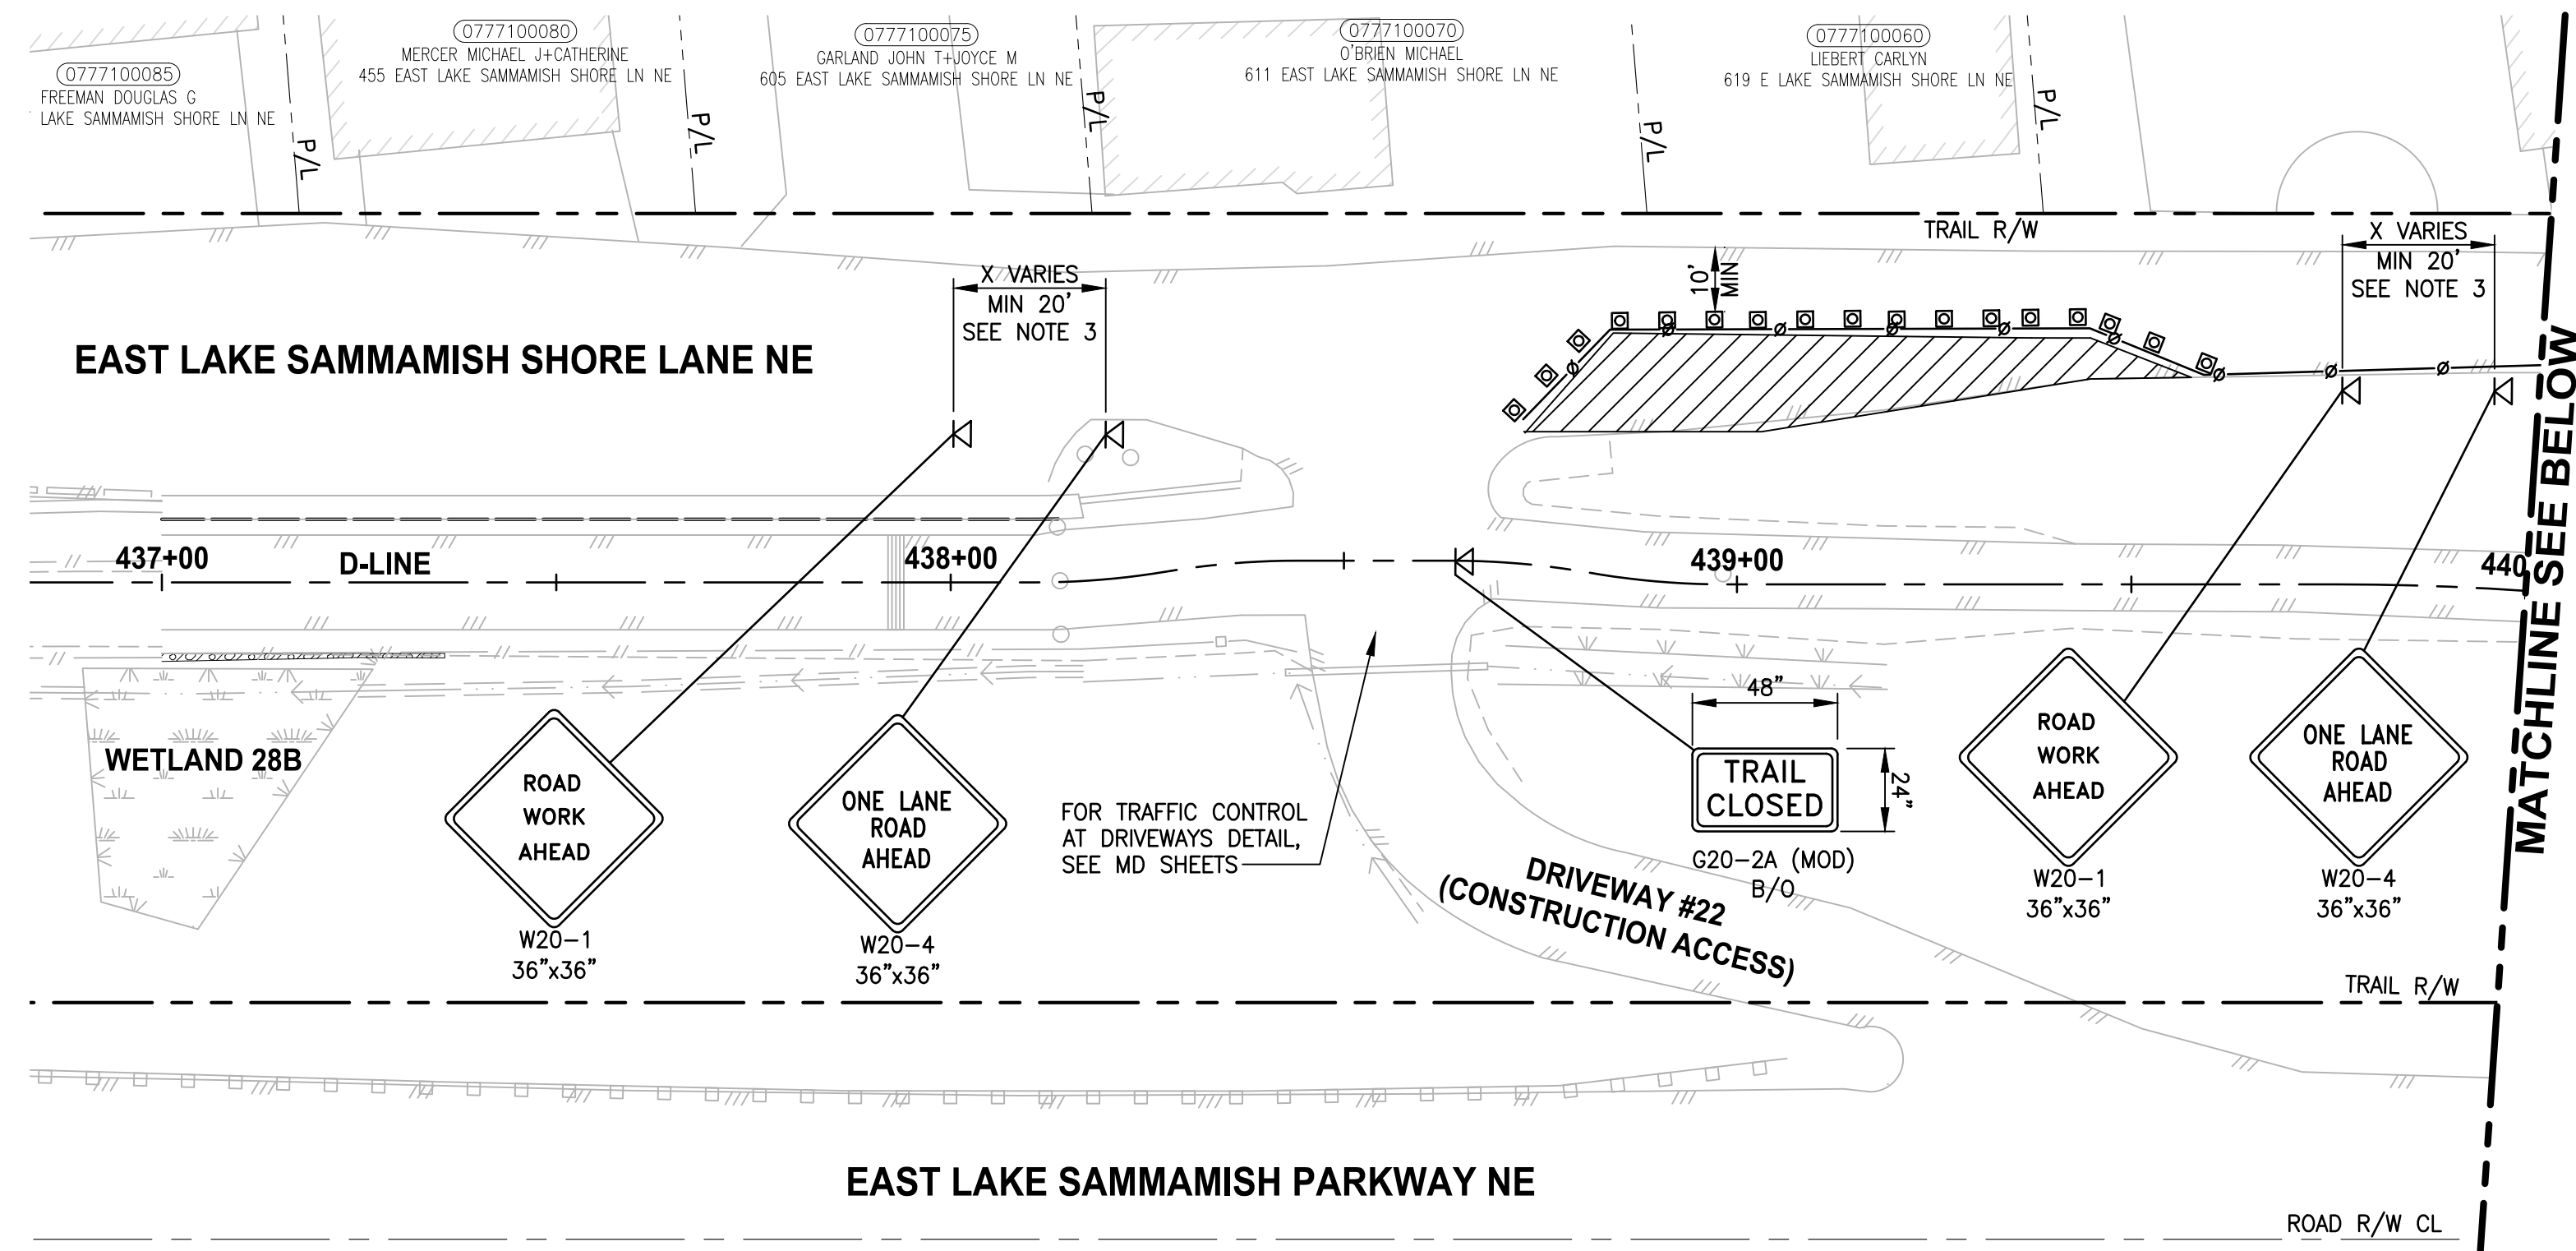 0777100085
FREEMAN DOUGLAS G
LAKE SAMMAMISH SHORE LN NE
P/L
0777100080
MERCER MICHAEL J+CATHERINE
455 EAST LAKE SAMMAMISH SHORE LN NE
P/L
0777100075
GARLAND JOHN T+JOYCE M
605 EAST LAKE SAMMAMISH SHORE LN NE
P/L
0777100070
O'BRIEN MICHAEL
611 EAST LAKE SAMMAMISH SHORE LN NE
P/L
0777100060
LIEBERT CARLYN
619 E LAKE SAMMAMISH SHORE LN NE
P/L
TRAIL R/W
X VARIES
MIN 20'
SEE NOTE 3
10'
MIN
X VARIES
MIN 20'
SEE NOTE 3
EAST LAKE SAMMAMISH SHORE LANE NE
437+00
D-LINE
438+00
439+00
440
MATCHLINE SEE BELOW
WETLAND 28B
ROAD
WORK
AHEAD
W20-1
36"x36"
ONE LANE
ROAD
AHEAD
W20-4
36"x36"
FOR TRAFFIC CONTROL
AT DRIVEWAYS DETAIL,
SEE MD SHEETS
48"
24"
TRAIL
CLOSED
G20-2A (MOD)
B/O
DRIVEWAY #22
(CONSTRUCTION ACCESS)
ROAD
WORK
AHEAD
W20-1
36"x36"
ONE LANE
ROAD
AHEAD
W20-4
36"x36"
TRAIL R/W
EAST LAKE SAMMAMISH PARKWAY NE
ROAD R/W CL